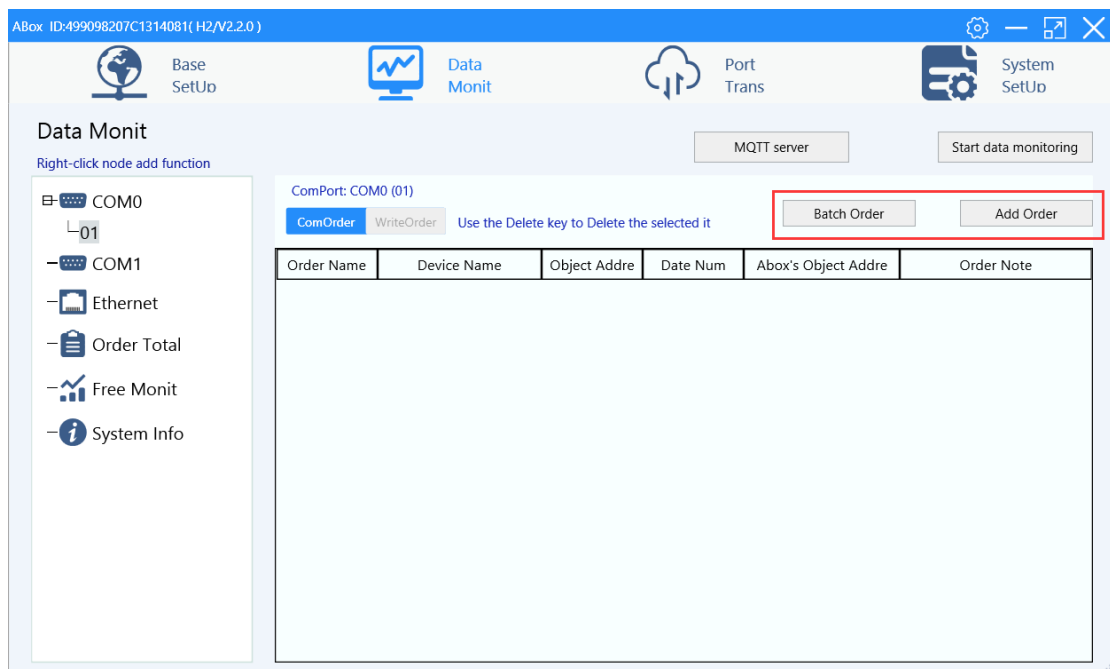 ABox ID:499098207C1314081( H2/V2.2.0 )
Base
SetUp
Data
Monit
Port
Trans
System
SetUp
Data Monit
Right-click node add function
MQTT server
Start data monitoring
COM0
01
COM1
Ethernet
Order Total
Free Monit
System Info
ComPort: COM0 (01)
ComOrder WriteOrder Use the Delete key to Delete the selected it
Batch Order
Add Order
Order Name Device Name Object Addre Date Num Abox's Object Addre Order Note